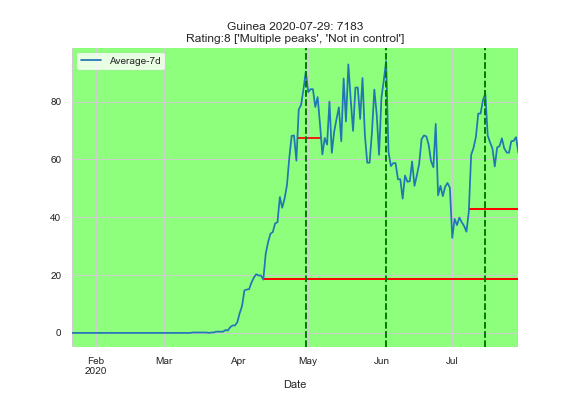 Guinea 2020-07-29: 7183
Rating:8 ['Multiple peaks', 'Not in control']
Average-7d
80
60
40
20
0
Feb
2020
Mar
Apr
May
Jun
Jul
Date